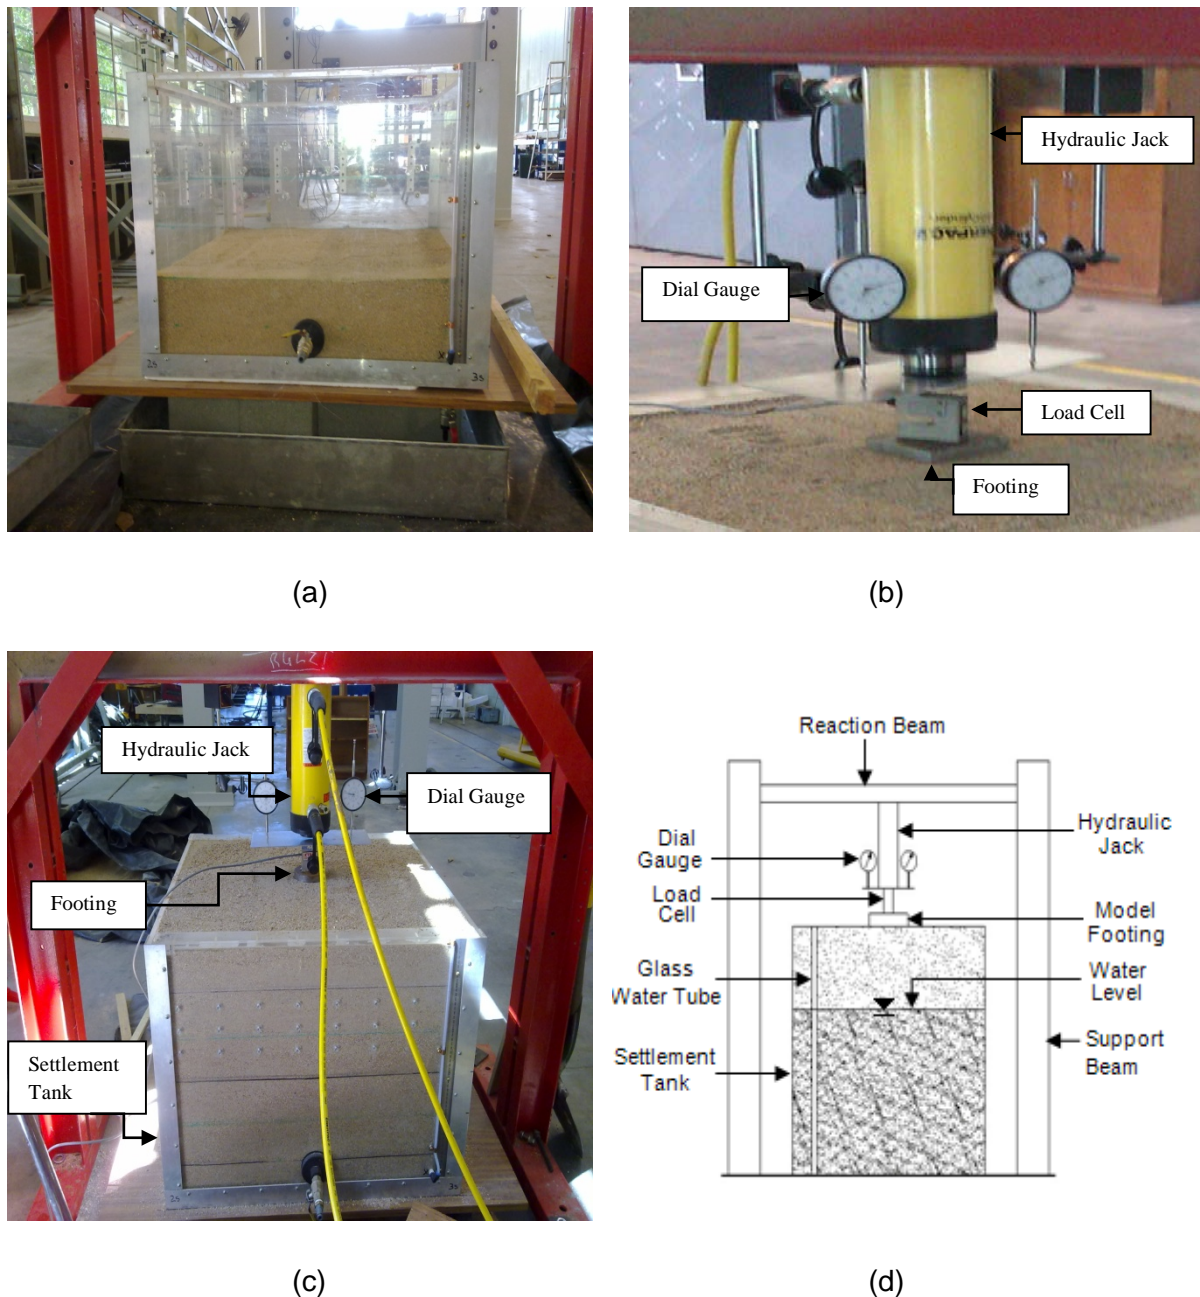 Hydraulic Jack
Dial Gauge
Load Cell
Footing
(a)
(b)
Hydraulic Jack
Dial Gauge
Footing
Settlement
Tank
Reaction Beam
Dial
Gauge
Hydraulic
Jack
Load
Cell
Model
Footing
Glass
Water Tube
Water
Level
Settlement
Tank
Support
Beam
(c)
(d)